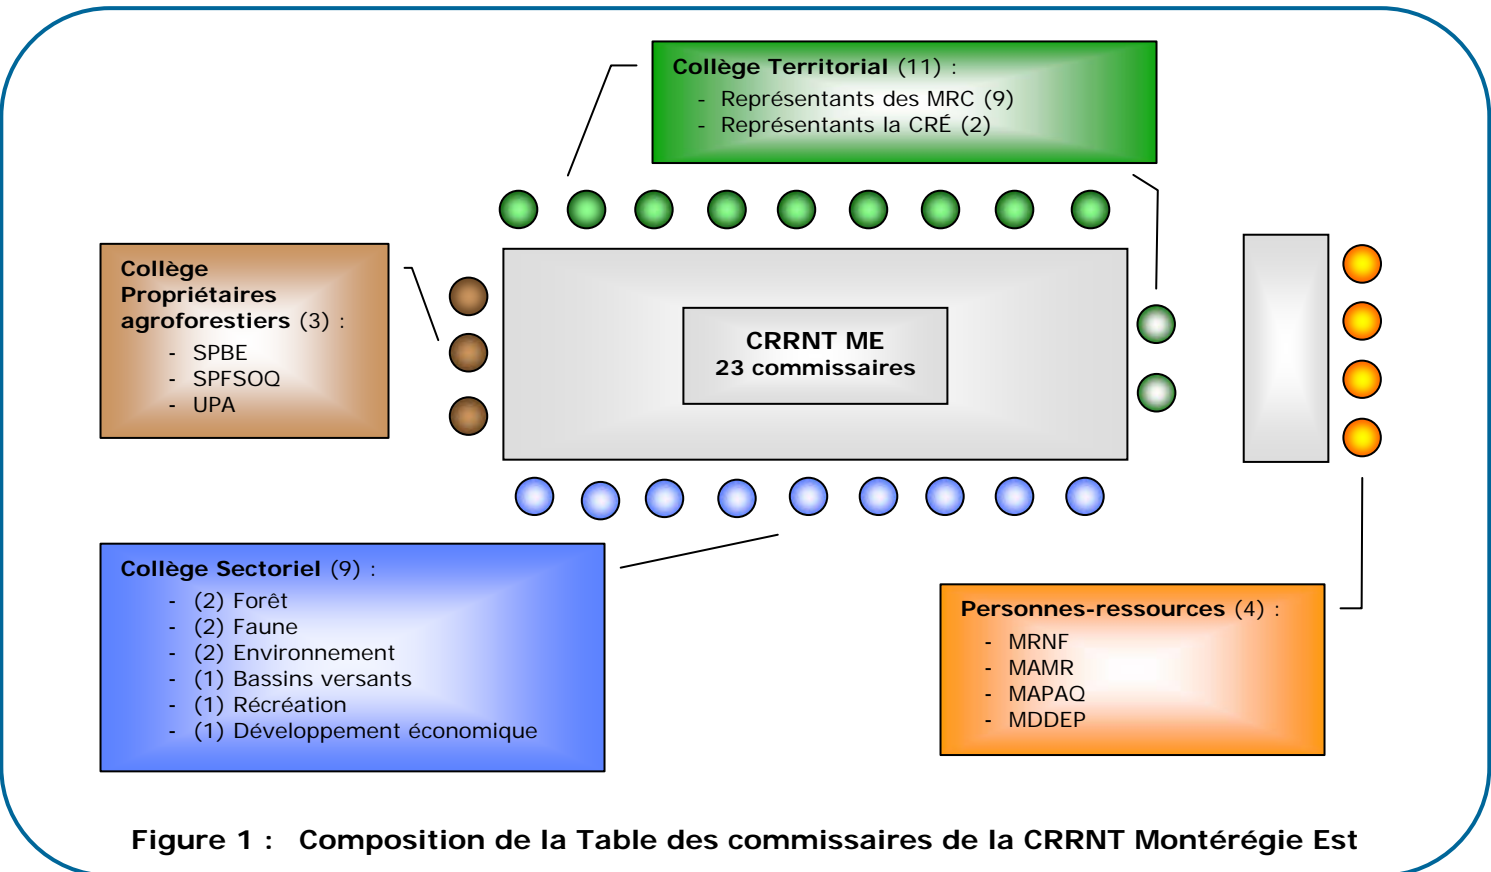 Collège Territorial (11) :
- Représentants des MRC (9)
- Représentants la CRÉ (2)
Collège
Propriétaires
agroforestiers (3) :
- SPBE
- SPFSOQ
- UPA
CRRNT ME
23 commissaires
Collège Sectoriel (9) :
- (2) Forêt
- (2) Faune
- (2) Environnement
- (1) Bassins versants
- (1) Récréation
- (1) Développement économique
Personnes-ressources (4) :
- MRNF
- MAMR
- MAPAQ
- MDDEP
Figure 1 : Composition de la Table des commissaires de la CRRNT Montérégie Est